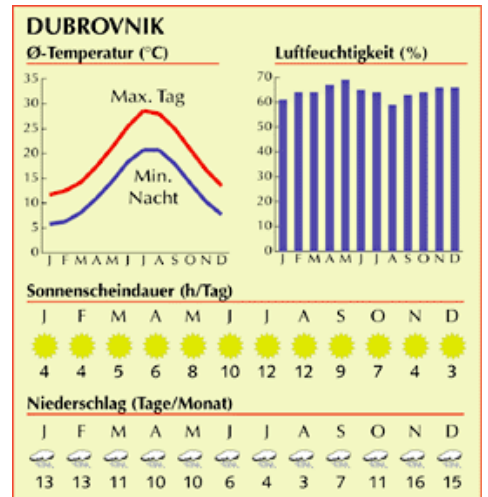 DUBROVNIK
Ø-Temperatur (°C)
35
30
25
20
15
10
5
0
Max. Tag
Min.
Nacht
J F M A M J J A S O N D
Luftfeuchtigkeit (%)
70
60
50
40
30
20
10
0
J F M A M J J A S O N D
Sonnenscheindauer (h/Tag)
J F M A M J J A S O N D
4 4 5 6 8 10 12 12 9 7 4 3
Niederschlag (Tage/Monat)
J F M A M J J A S O N D
13 13 11 10 10 6 4 3 7 11 16 15